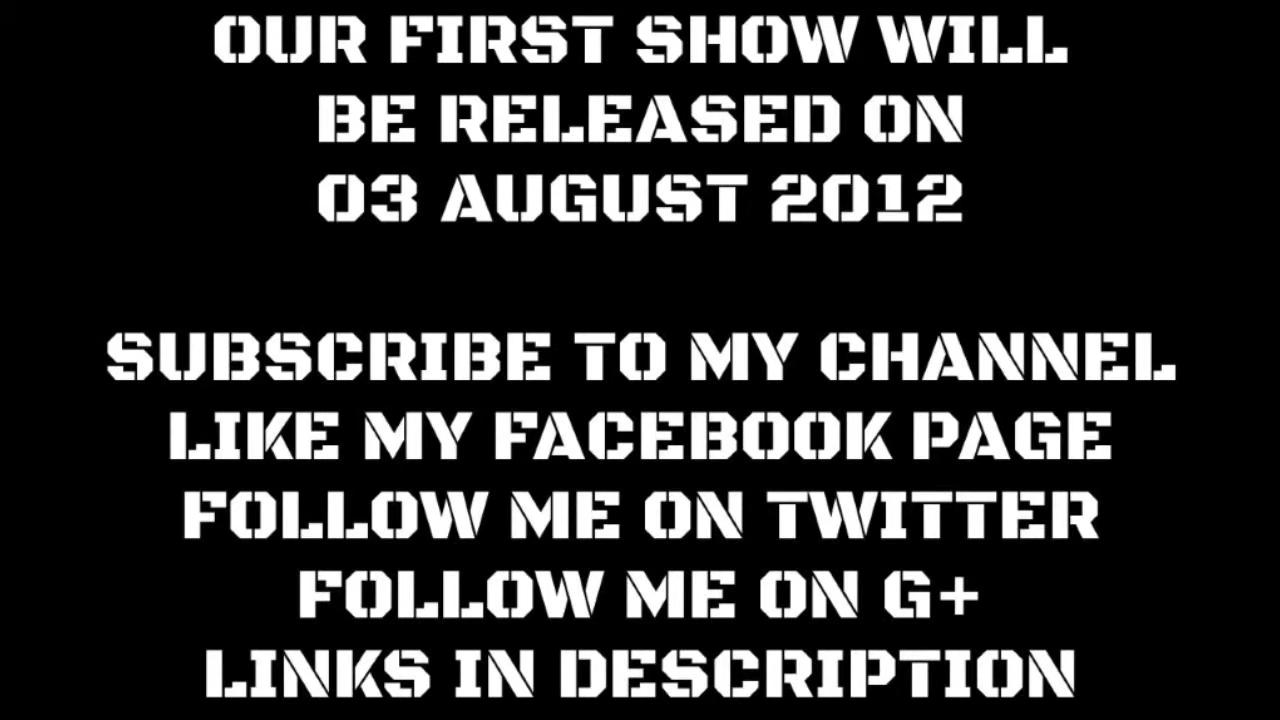 OUR FIRST SHOW WILL
BE RELEASED ON
03 AUGUST 2012
SUBSCRIBE TO MY CHANNEL
LIKE MY FACEBOOK PAGE
FOLLOW ME ON TWITTER
FOLLOW ME ON G+
LINKS IN DESCRIPTION